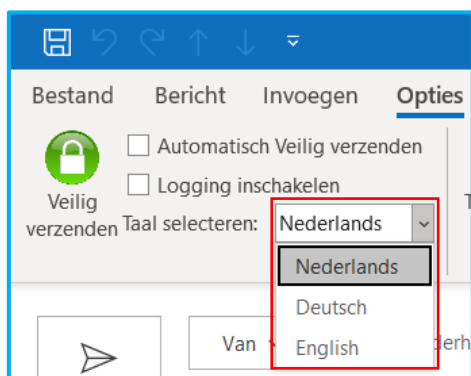 Bestand Bericht Invoegen Opties
Automatisch Veilig verzenden
Logging inschakelen
Veilig
verzenden
Taal selecteren: Nederlands
Nederlands
Deutsch
English
Van